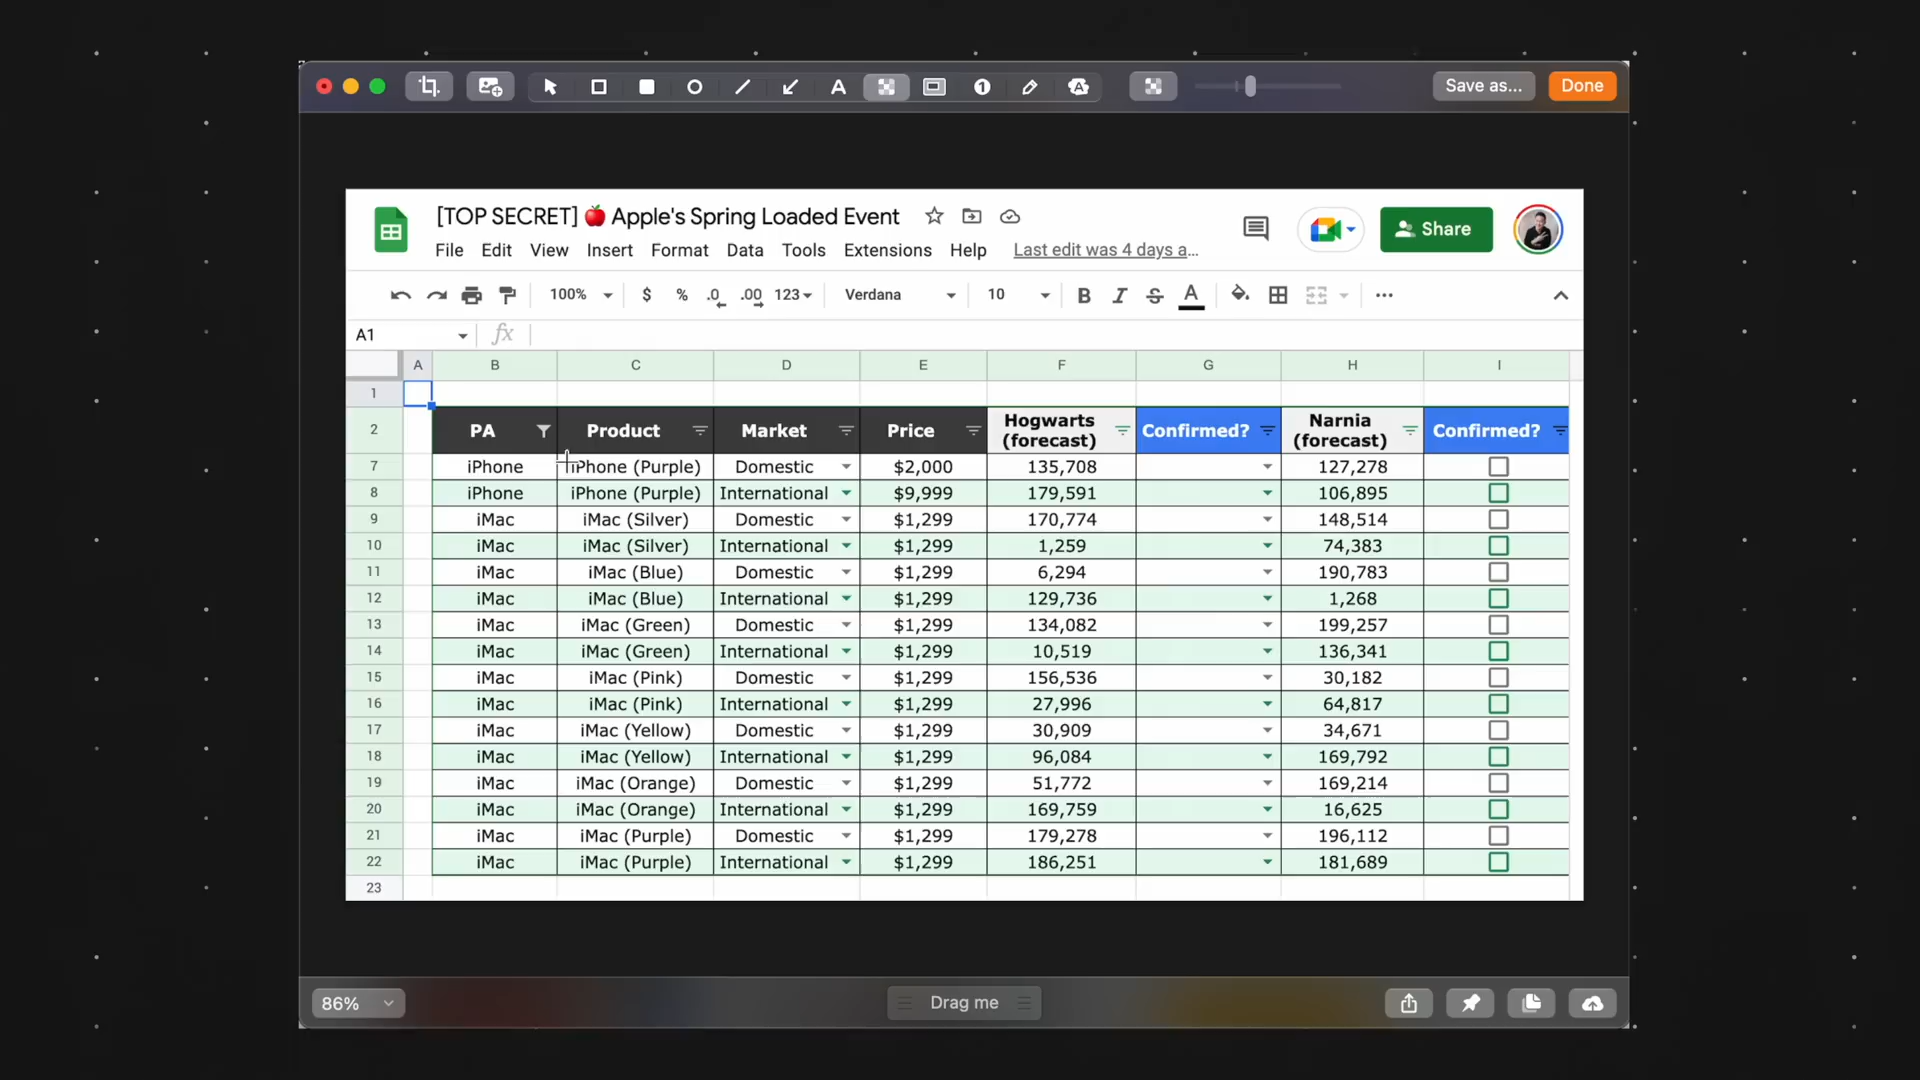 A 1 A Save as... Done
[TOP SECRET] 🍎 Apple's Spring Loaded Event
File Edit View Insert Format Data Tools Extensions Help Last edit was 4 days a...
Share
100% $ % .0 .00 123 Verdana 10 B I S A
A1 fx
A B C D E F G H I
1
2 PA Product Market Price Hogwarts (forecast) Confirmed? Narnia (forecast) Confirmed?
7 iPhone iPhone (Purple) Domestic $2,000 135,708 127,278
8 iPhone iPhone (Purple) International $9,999 179,591 106,895
9 iMac iMac (Silver) Domestic $1,299 170,774 148,514
10 iMac iMac (Silver) International $1,299 1,259 74,383
11 iMac iMac (Blue) Domestic $1,299 6,294 190,783
12 iMac iMac (Blue) International $1,299 129,736 1,268
13 iMac iMac (Green) Domestic $1,299 134,082 199,257
14 iMac iMac (Green) International $1,299 10,519 136,341
15 iMac iMac (Pink) Domestic $1,299 156,536 30,182
16 iMac iMac (Pink) International $1,299 27,996 64,817
17 iMac iMac (Yellow) Domestic $1,299 30,909 34,671
18 iMac iMac (Yellow) International $1,299 96,084 169,792
19 iMac iMac (Orange) Domestic $1,299 51,772 169,214
20 iMac iMac (Orange) International $1,299 169,759 16,625
21 iMac iMac (Purple) Domestic $1,299 179,278 196,112
22 iMac iMac (Purple) International $1,299 186,251 181,689
23
86% Drag me